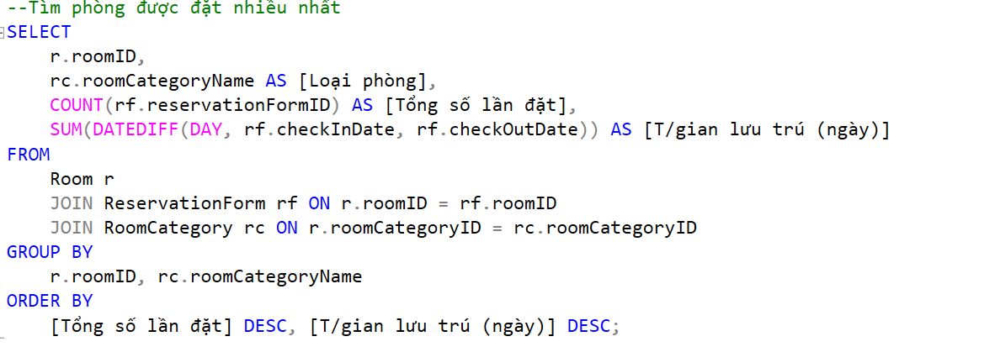 --Tìm phòng được đặt nhiều nhất
SELECT
    r.roomID,
    rc.roomCategoryName AS [Loại phòng],
    COUNT(rf.reservationFormID) AS [Tổng số lần đặt],
    SUM(DATEDIFF(DAY, rf.checkInDate, rf.checkOutDate)) AS [T/gian lưu trú (ngày)]
FROM
    Room r
    JOIN ReservationForm rf ON r.roomID = rf.roomID
    JOIN RoomCategory rc ON r.roomCategoryID = rc.roomCategoryID
GROUP BY
    r.roomID, rc.roomCategoryName
ORDER BY
    [Tổng số lần đặt] DESC, [T/gian lưu trú (ngày)] DESC;